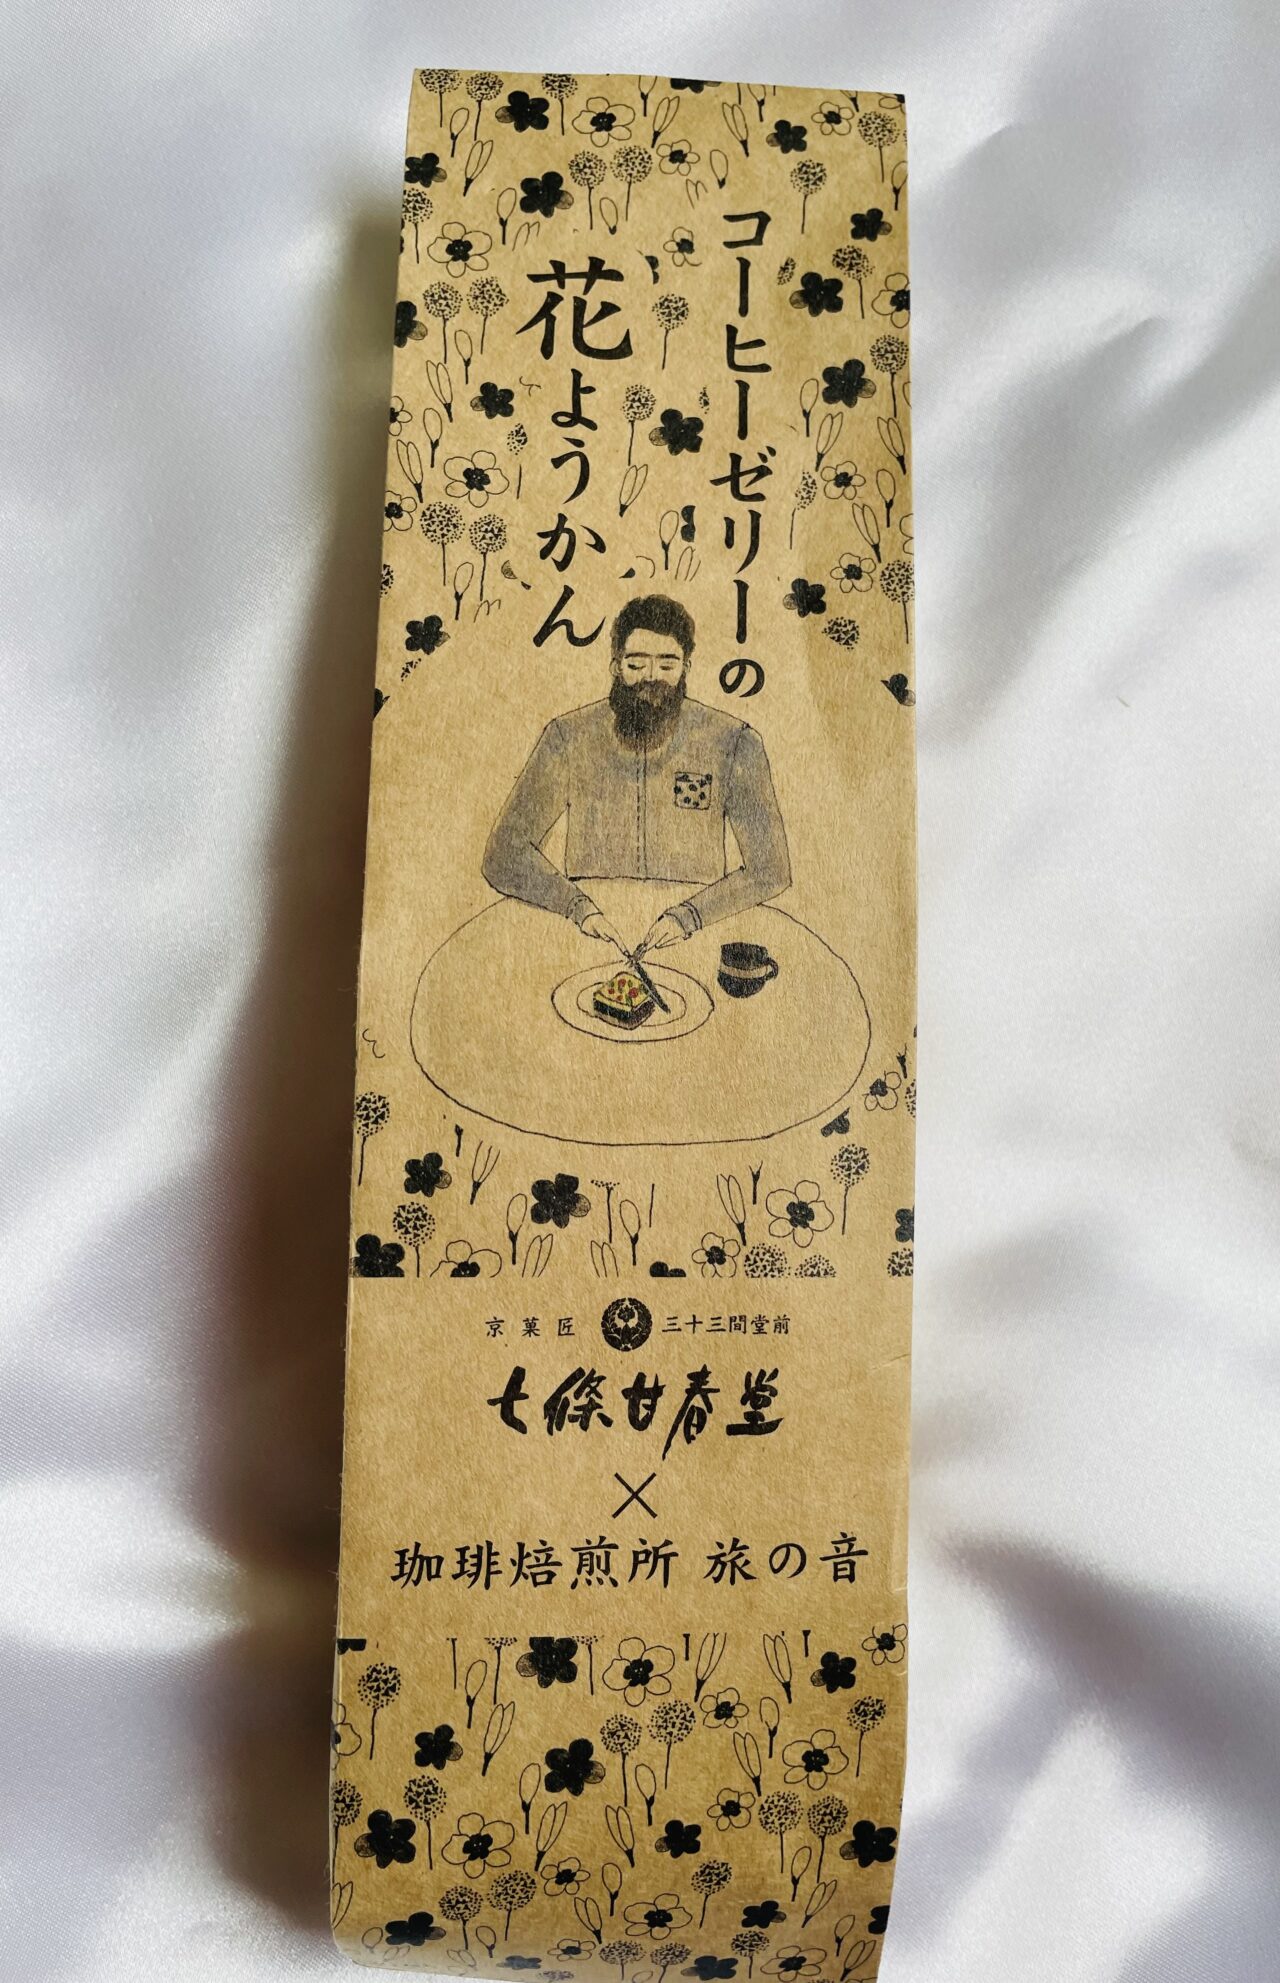 コーヒーゼリーの
花ようかん
京菓匠 三十三間堂前
七條甘春堂
×
珈琲焙煎所 旅の音